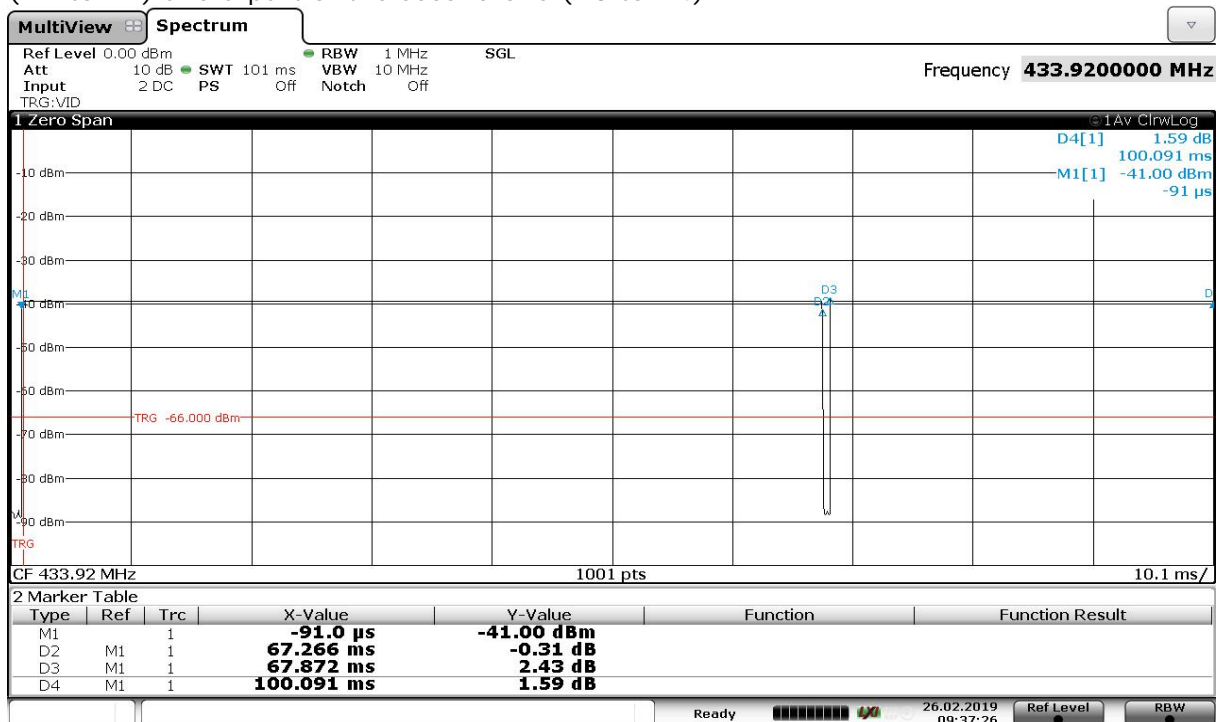 MultiView Spectrum
Ref Level 0.00 dBm RBW 1 MHz SGL
Att 10 dB SWT 101 ms VBW 10 MHz Frequency 433.9200000 MHz
Input 2 DC PS Off Notch Off
TRG:VID
1 Zero Span 1Av ClrwLog
D4[1] 1.59 dB
100.091 ms
-10 dBm M1[1] -41.00 dBm
-91 µs
-20 dBm
-30 dBm
M1 D3 D
-40 dBm D2
-50 dBm
-60 dBm
TRG -66.000 dBm
-70 dBm
-80 dBm
-90 dBm
TRG
CF 433.92 MHz 1001 pts 10.1 ms/
2 Marker Table
Type Ref Trc X-Value Y-Value Function Function Result
M1 1 -91.0 µs -41.00 dBm
D2 M1 1 67.266 ms -0.31 dB
D3 M1 1 67.872 ms 2.43 dB
D4 M1 1 100.091 ms 1.59 dB
Ready LXI 26.02.2019 Ref Level RBW
09:37:26